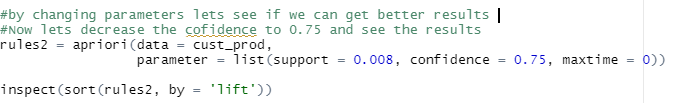 #by changing parameters lets see if we can get better results
#Now lets decrease the cofidence to 0.75 and see the results
rules2 = apriori(data = cust_prod,
parameter = list(support = 0.008, confidence = 0.75, maxtime = 0))
inspect(sort(rules2, by = 'lift'))